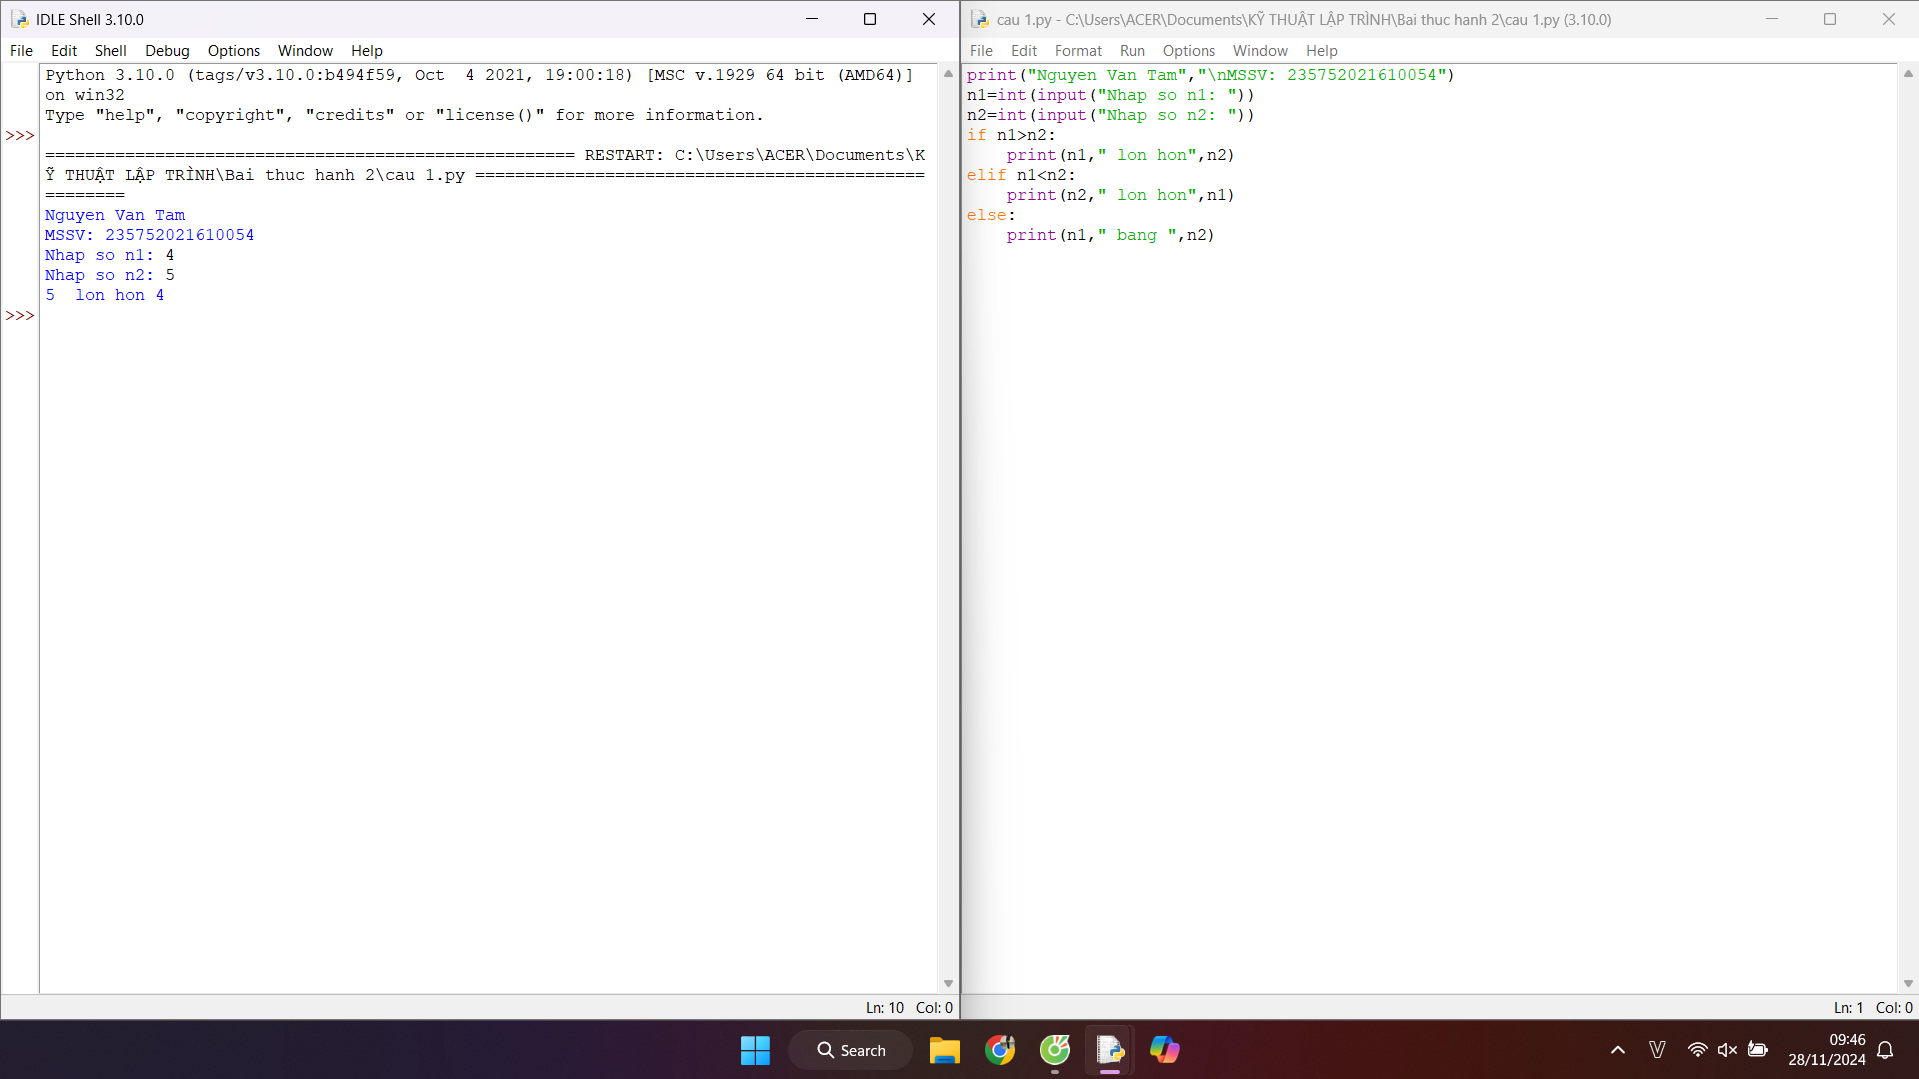 IDLE Shell 3.10.0
File Edit Shell Debug Options Window Help
Python 3.10.0 (tags/v3.10.0:b494f59, Oct  4 2021, 19:00:18) [MSC v.1929 64 bit (AMD64)]
on win32
Type "help", "copyright", "credits" or "license()" for more information.
>>>
===================================================== RESTART: C:\Users\ACER\Documents\K
Ỹ THUẬT LẬP TRÌNH\Bai thuc hanh 2\cau 1.py =============================================
========
Nguyen Van Tam
MSSV: 235752021610054
Nhap so n1: 4
Nhap so n2: 5
5  lon hon 4
>>>
Ln: 10 Col: 0
cau 1.py - C:\Users\ACER\Documents\KỸ THUẬT LẬP TRÌNH\Bai thuc hanh 2\cau 1.py (3.10.0)
File Edit Format Run Options Window Help
print("Nguyen Van Tam","\nMSSV: 235752021610054")
n1=int(input("Nhap so n1: "))
n2=int(input("Nhap so n2: "))
if n1>n2:
    print(n1," lon hon",n2)
elif n1<n2:
    print(n2," lon hon",n1)
else:
    print(n1," bang ",n2)
Ln: 1 Col: 0
Search
V
09:46
28/11/2024